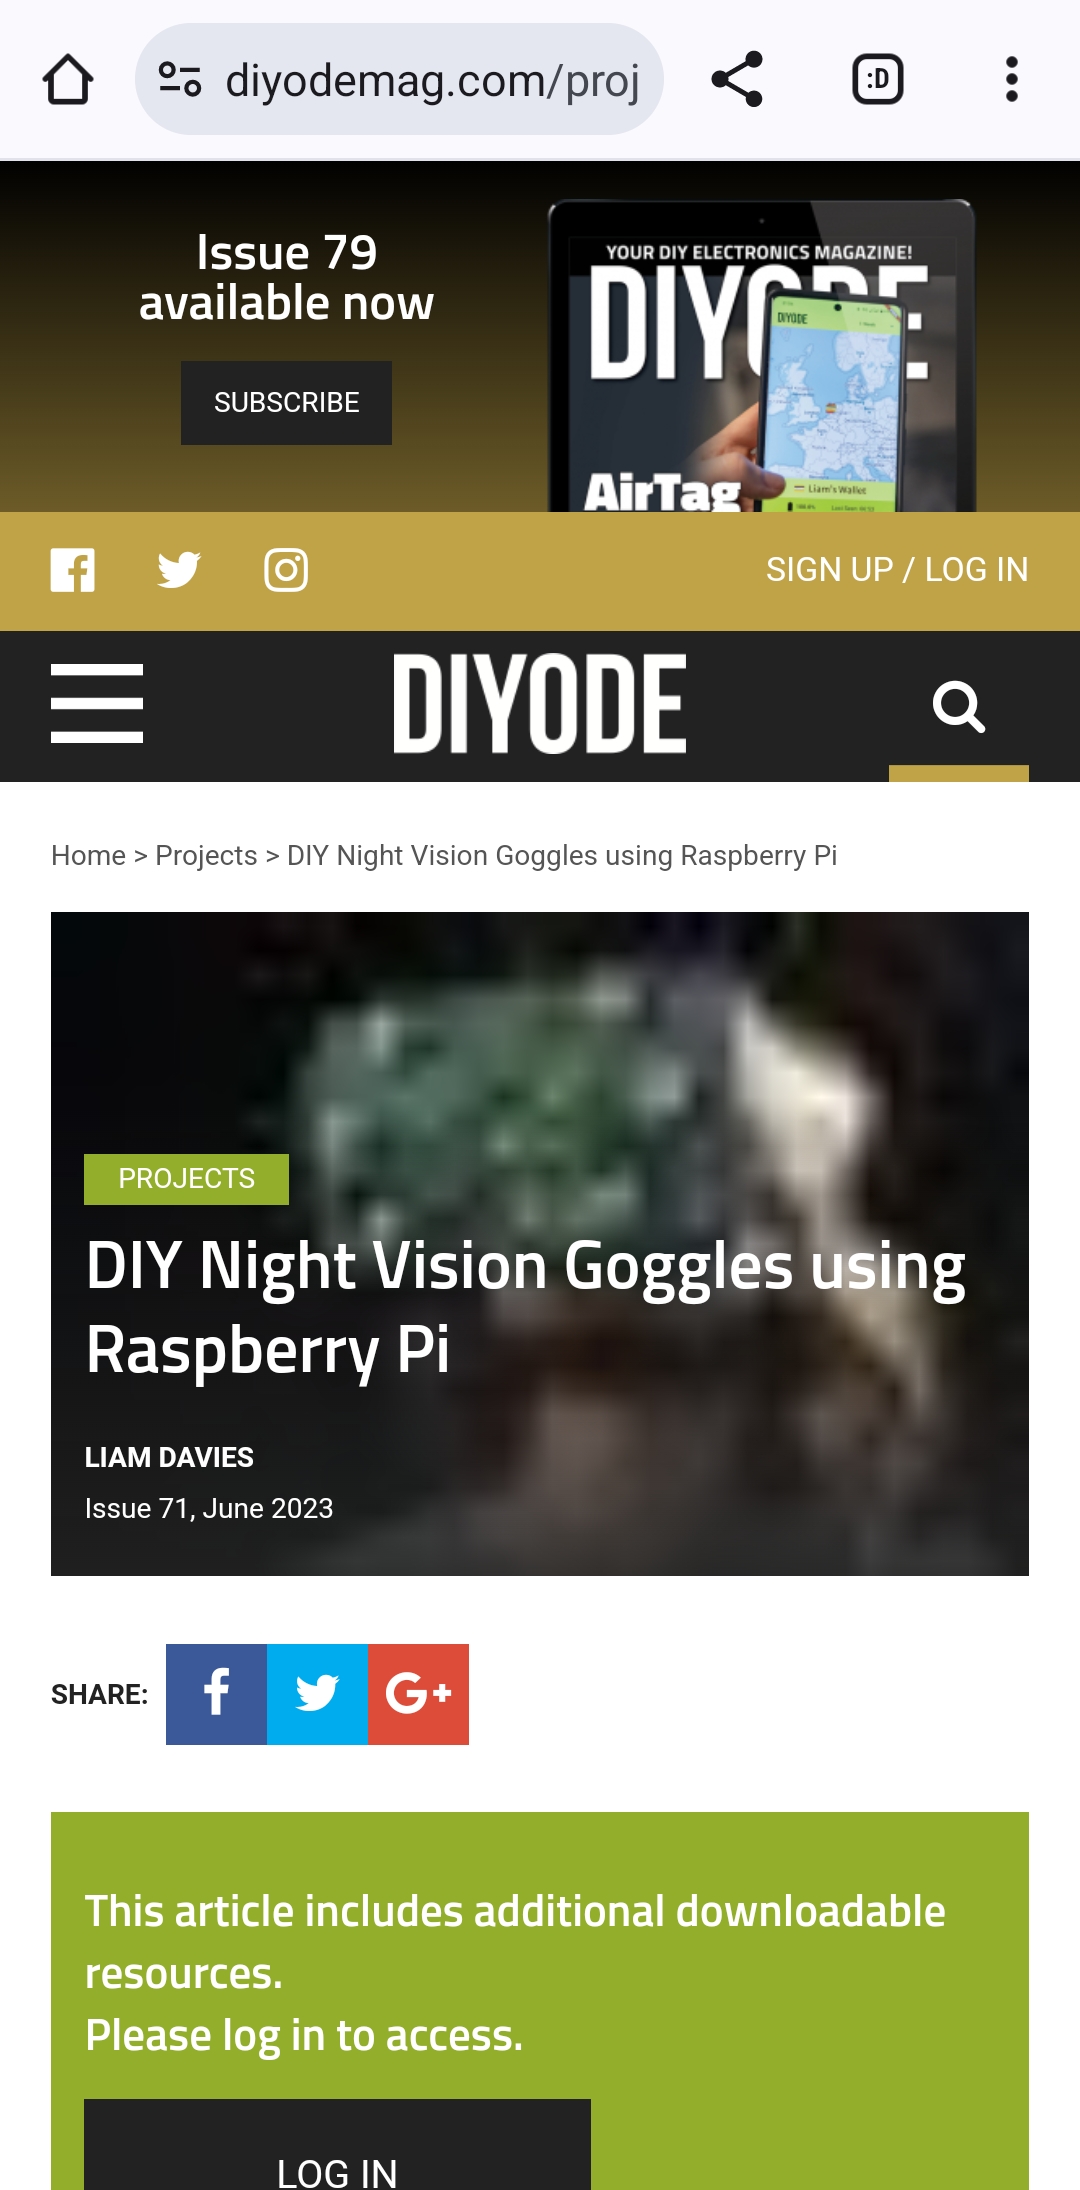 diyodemag.com/proj
:D
Issue 79
available now
SUBSCRIBE
YOUR DIY ELECTRONICS MAGAZINE!
DIYODE
AirTag
Liam's Wallet
SIGN UP / LOG IN
DIYODE
Home > Projects > DIY Night Vision Goggles using Raspberry Pi
PROJECTS
DIY Night Vision Goggles using
Raspberry Pi
LIAM DAVIES
Issue 71, June 2023
SHARE:
G+
This article includes additional downloadable
resources.
Please log in to access.
LOG IN